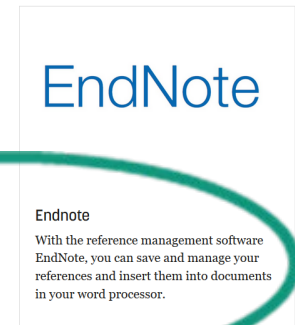 EndNote
Endnote
With the reference management software
EndNote, you can save and manage your
references and insert them into documents
in your word processor.